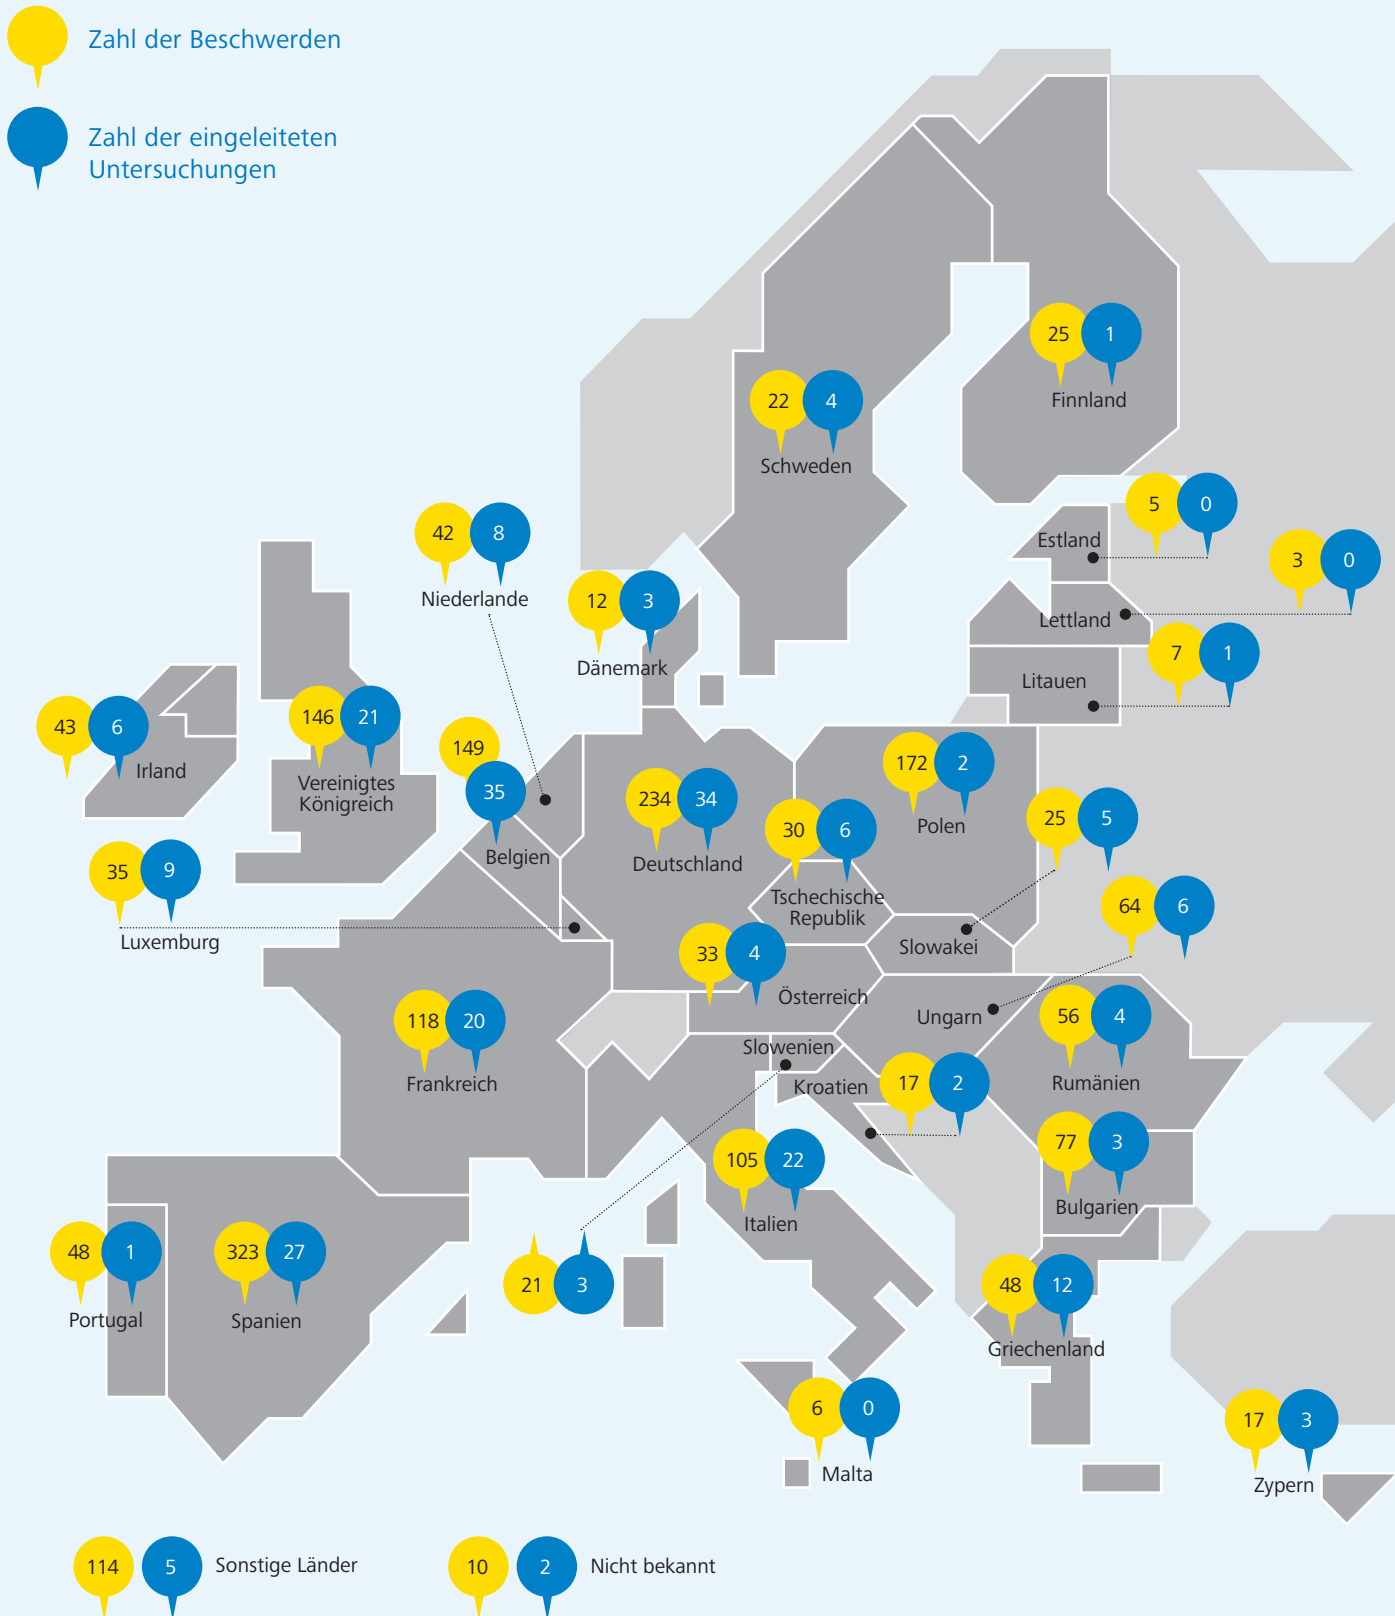 Zahl der Beschwerden
Zahl der eingeleiteten
Untersuchungen
25 1
Finnland
22 4
Schweden
5 0
Estland
42 8
Niederlande
3 0
Lettland
12 3
Dänemark
7 1
Litauen
43 6
Irland
146 21
Vereinigtes
Königreich
149
35
Belgien
234 34
Deutschland
172 2
Polen
30 6
Tschechische
Republik
25 5
Slowakei
35 9
Luxemburg
64 6
Ungarn
33 4
Österreich
118 20
Frankreich
56 4
Rumänien
Slowenien
21 3
17 2
Kroatien
77 3
Bulgarien
105 22
Italien
48 1
Portugal
323 27
Spanien
48 12
Griechenland
6 0
Malta
17 3
Zypern
114 5 Sonstige Länder
10 2 Nicht bekannt